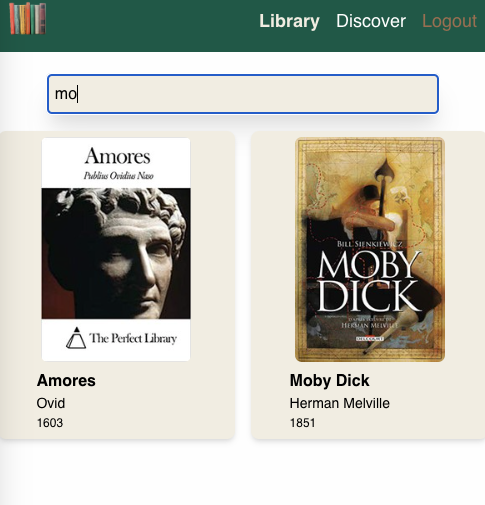 Library Discover Logout
mo
Amores
Publius Ovidius Naso
The Perfect Library
BILL SIENKIEWICZ
MOBY
DICK
HERMAN MELVILLE
DELCOURT
Amores
Ovid
1603
Moby Dick
Herman Melville
1851